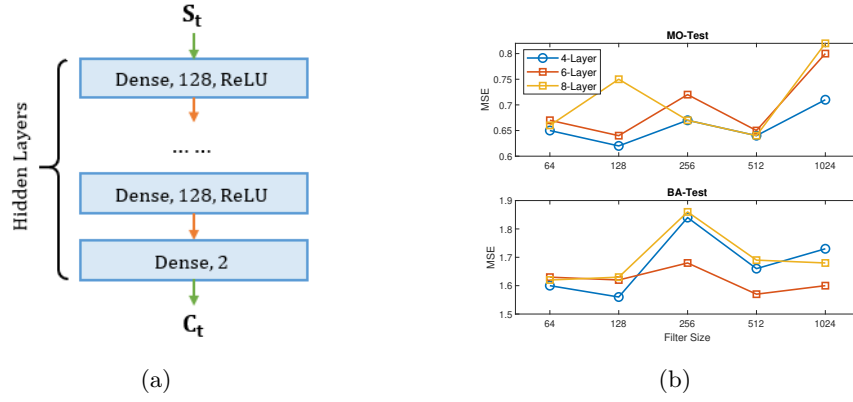 S_t
Dense, 128, ReLU
... ...
Dense, 128, ReLU
Dense, 2
C_t
Hidden Layers
(a)
MO-Test
4-Layer
6-Layer
8-Layer
MSE
0.8
0.75
0.7
0.65
0.6
64 128 256 512 1024
BA-Test
MSE
1.9
1.8
1.7
1.6
1.5
64 128 256 512 1024
Filter Size
(b)